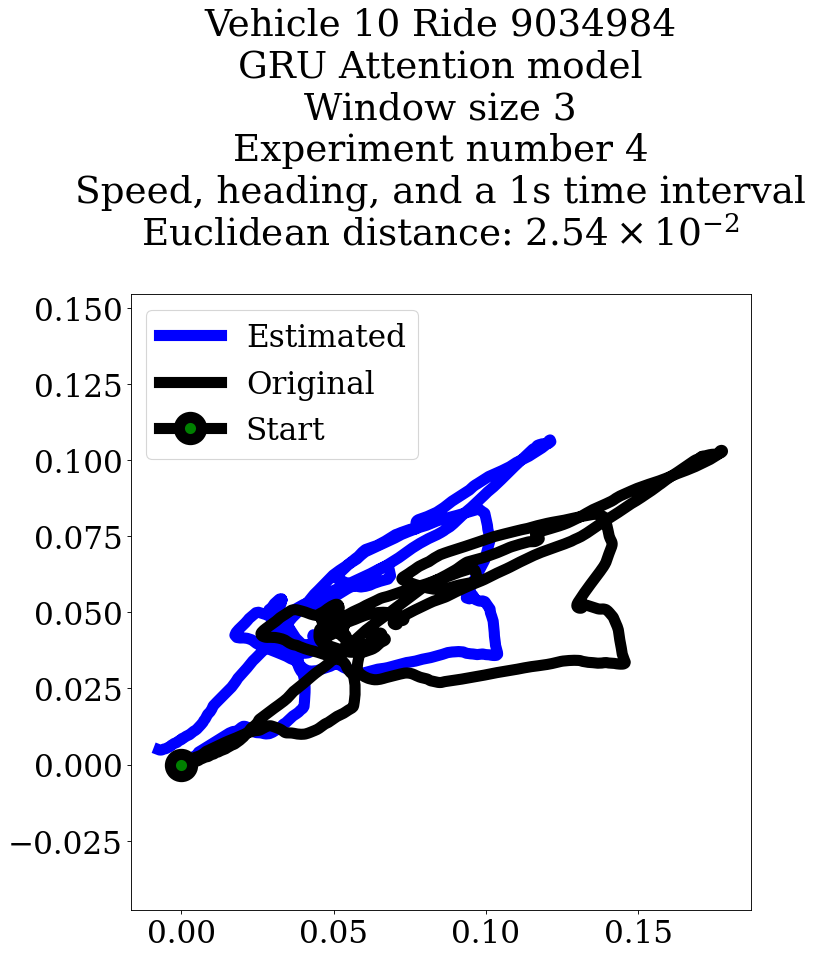 Vehicle 10 Ride 9034984
GRU Attention model
Window size 3
Experiment number 4
Speed, heading, and a 1s time interval
Euclidean distance: 2.54 × 10⁻²
0.150
0.125
0.100
0.075
0.050
0.025
0.000
−0.025
Estimated
Original
Start
0.00 0.05 0.10 0.15